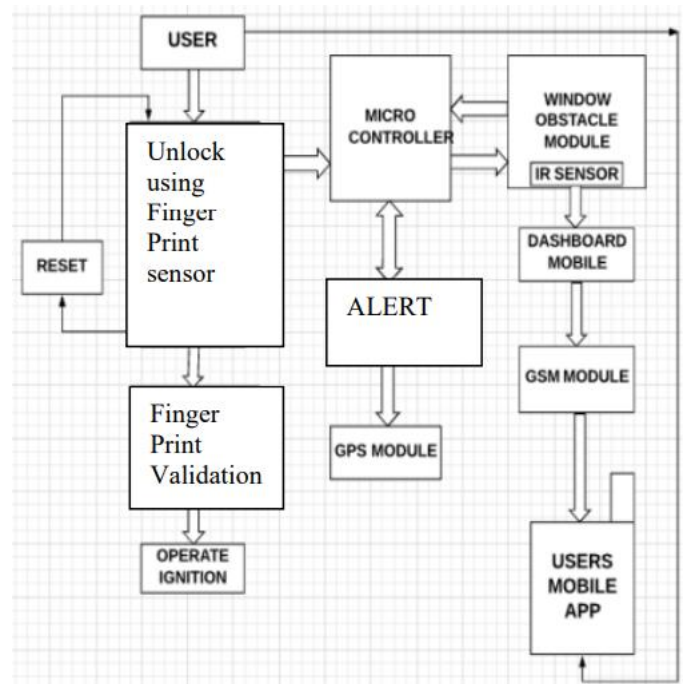 USER
Unlock
using
Finger
Print
sensor
RESET
Finger
Print
Validation
OPERATE
IGNITION
MICRO
CONTROLLER
ALERT
GPS MODULE
WINDOW
OBSTACLE
MODULE
IR SENSOR
DASHBOARD
MOBILE
GSM MODULE
USERS
MOBILE
APP